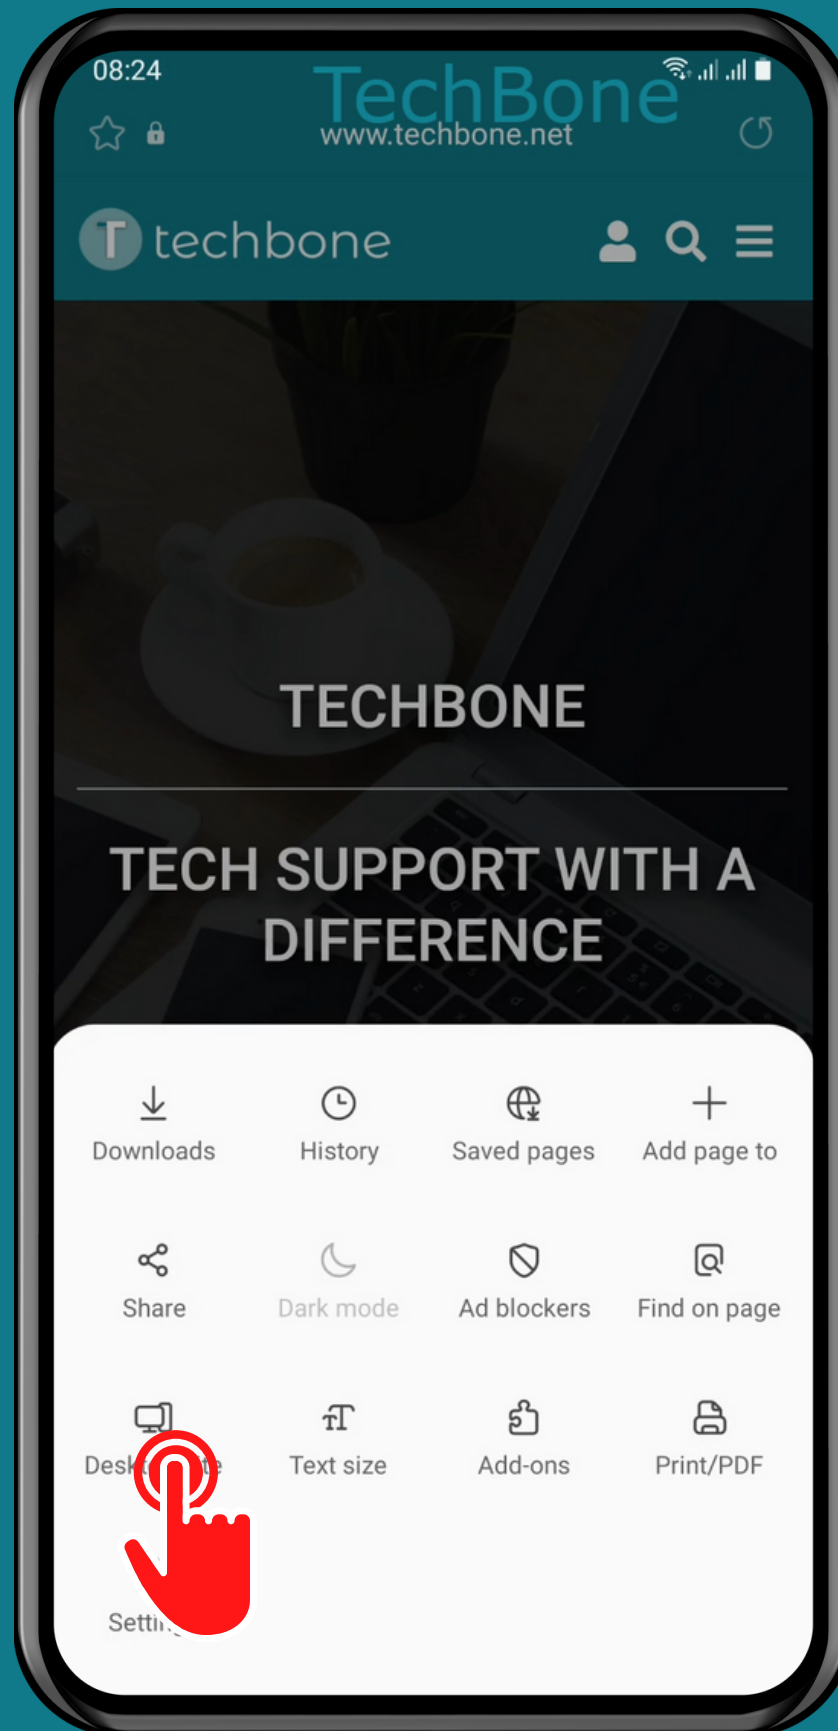 08:24
TechBone
www.techbone.net
T techbone
TECHBONE
TECH SUPPORT WITH A
DIFFERENCE
Downloads
History
Saved pages
Add page to
Share
Dark mode
Ad blockers
Find on page
Text size
Add-ons
Print/PDF